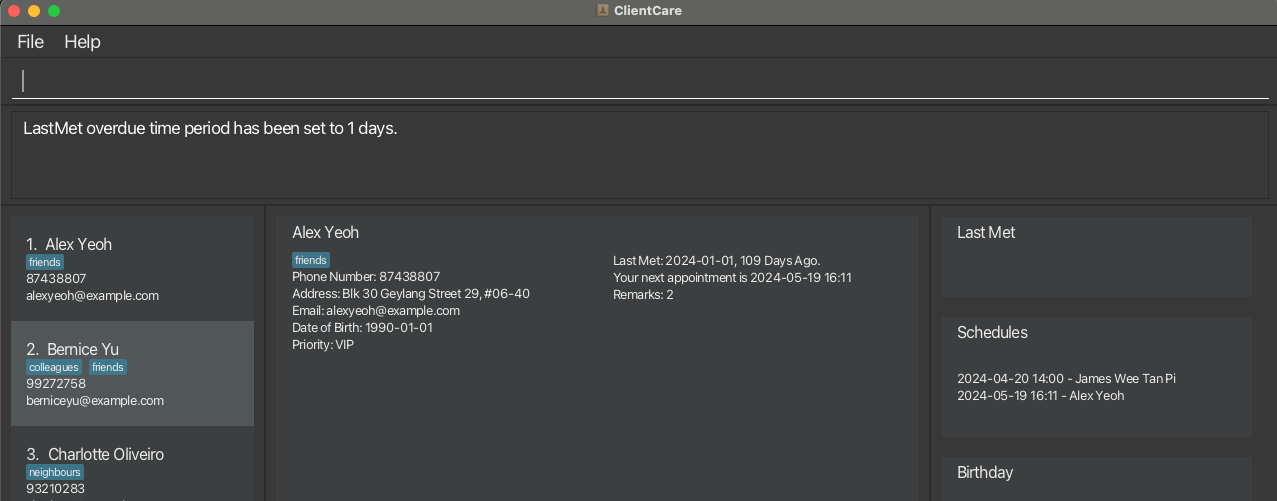 ClientCare
File Help
LastMet overdue time period has been set to 1 days.
1. Alex Yeoh
friends
87438807
alexyeoh@example.com
2. Bernice Yu
colleagues friends
99272758
berniceyu@example.com
3. Charlotte Oliveiro
neighbours
93210283
Alex Yeoh
friends
Phone Number: 87438807
Address: Blk 30 Geylang Street 29, #06-40
Email: alexyeoh@example.com
Date of Birth: 1990-01-01
Priority: VIP
Last Met: 2024-01-01, 109 Days Ago.
Your next appointment is 2024-05-19 16:11
Remarks: 2
Last Met
Schedules
2024-04-20 14:00 - James Wee Tan Pi
2024-05-19 16:11 - Alex Yeoh
Birthday